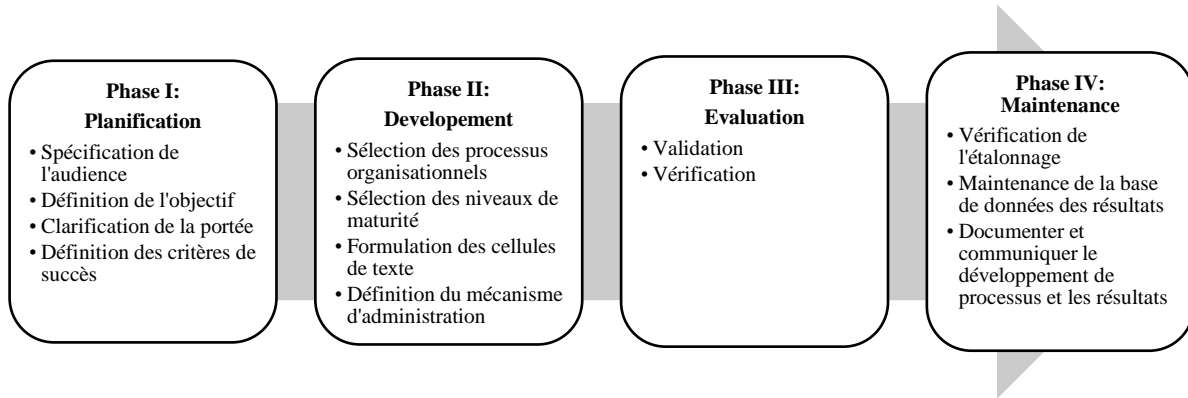 Phase I:
Planification
• Spécification de
l'audience
• Définition de l'objectif
• Clarification de la portée
• Définition des critères de
succès
Phase II:
Developement
• Sélection des processus
organisationnels
• Sélection des niveaux de
maturité
• Formulation des cellules
de texte
• Définition du mécanisme
d'administration
Phase III:
Evaluation
• Validation
• Vérification
Phase IV:
Maintenance
• Vérification de
l'étalonnage
• Maintenance de la base
de données des résultats
• Documenter et
communiquer le
développement de
processus et les résultats